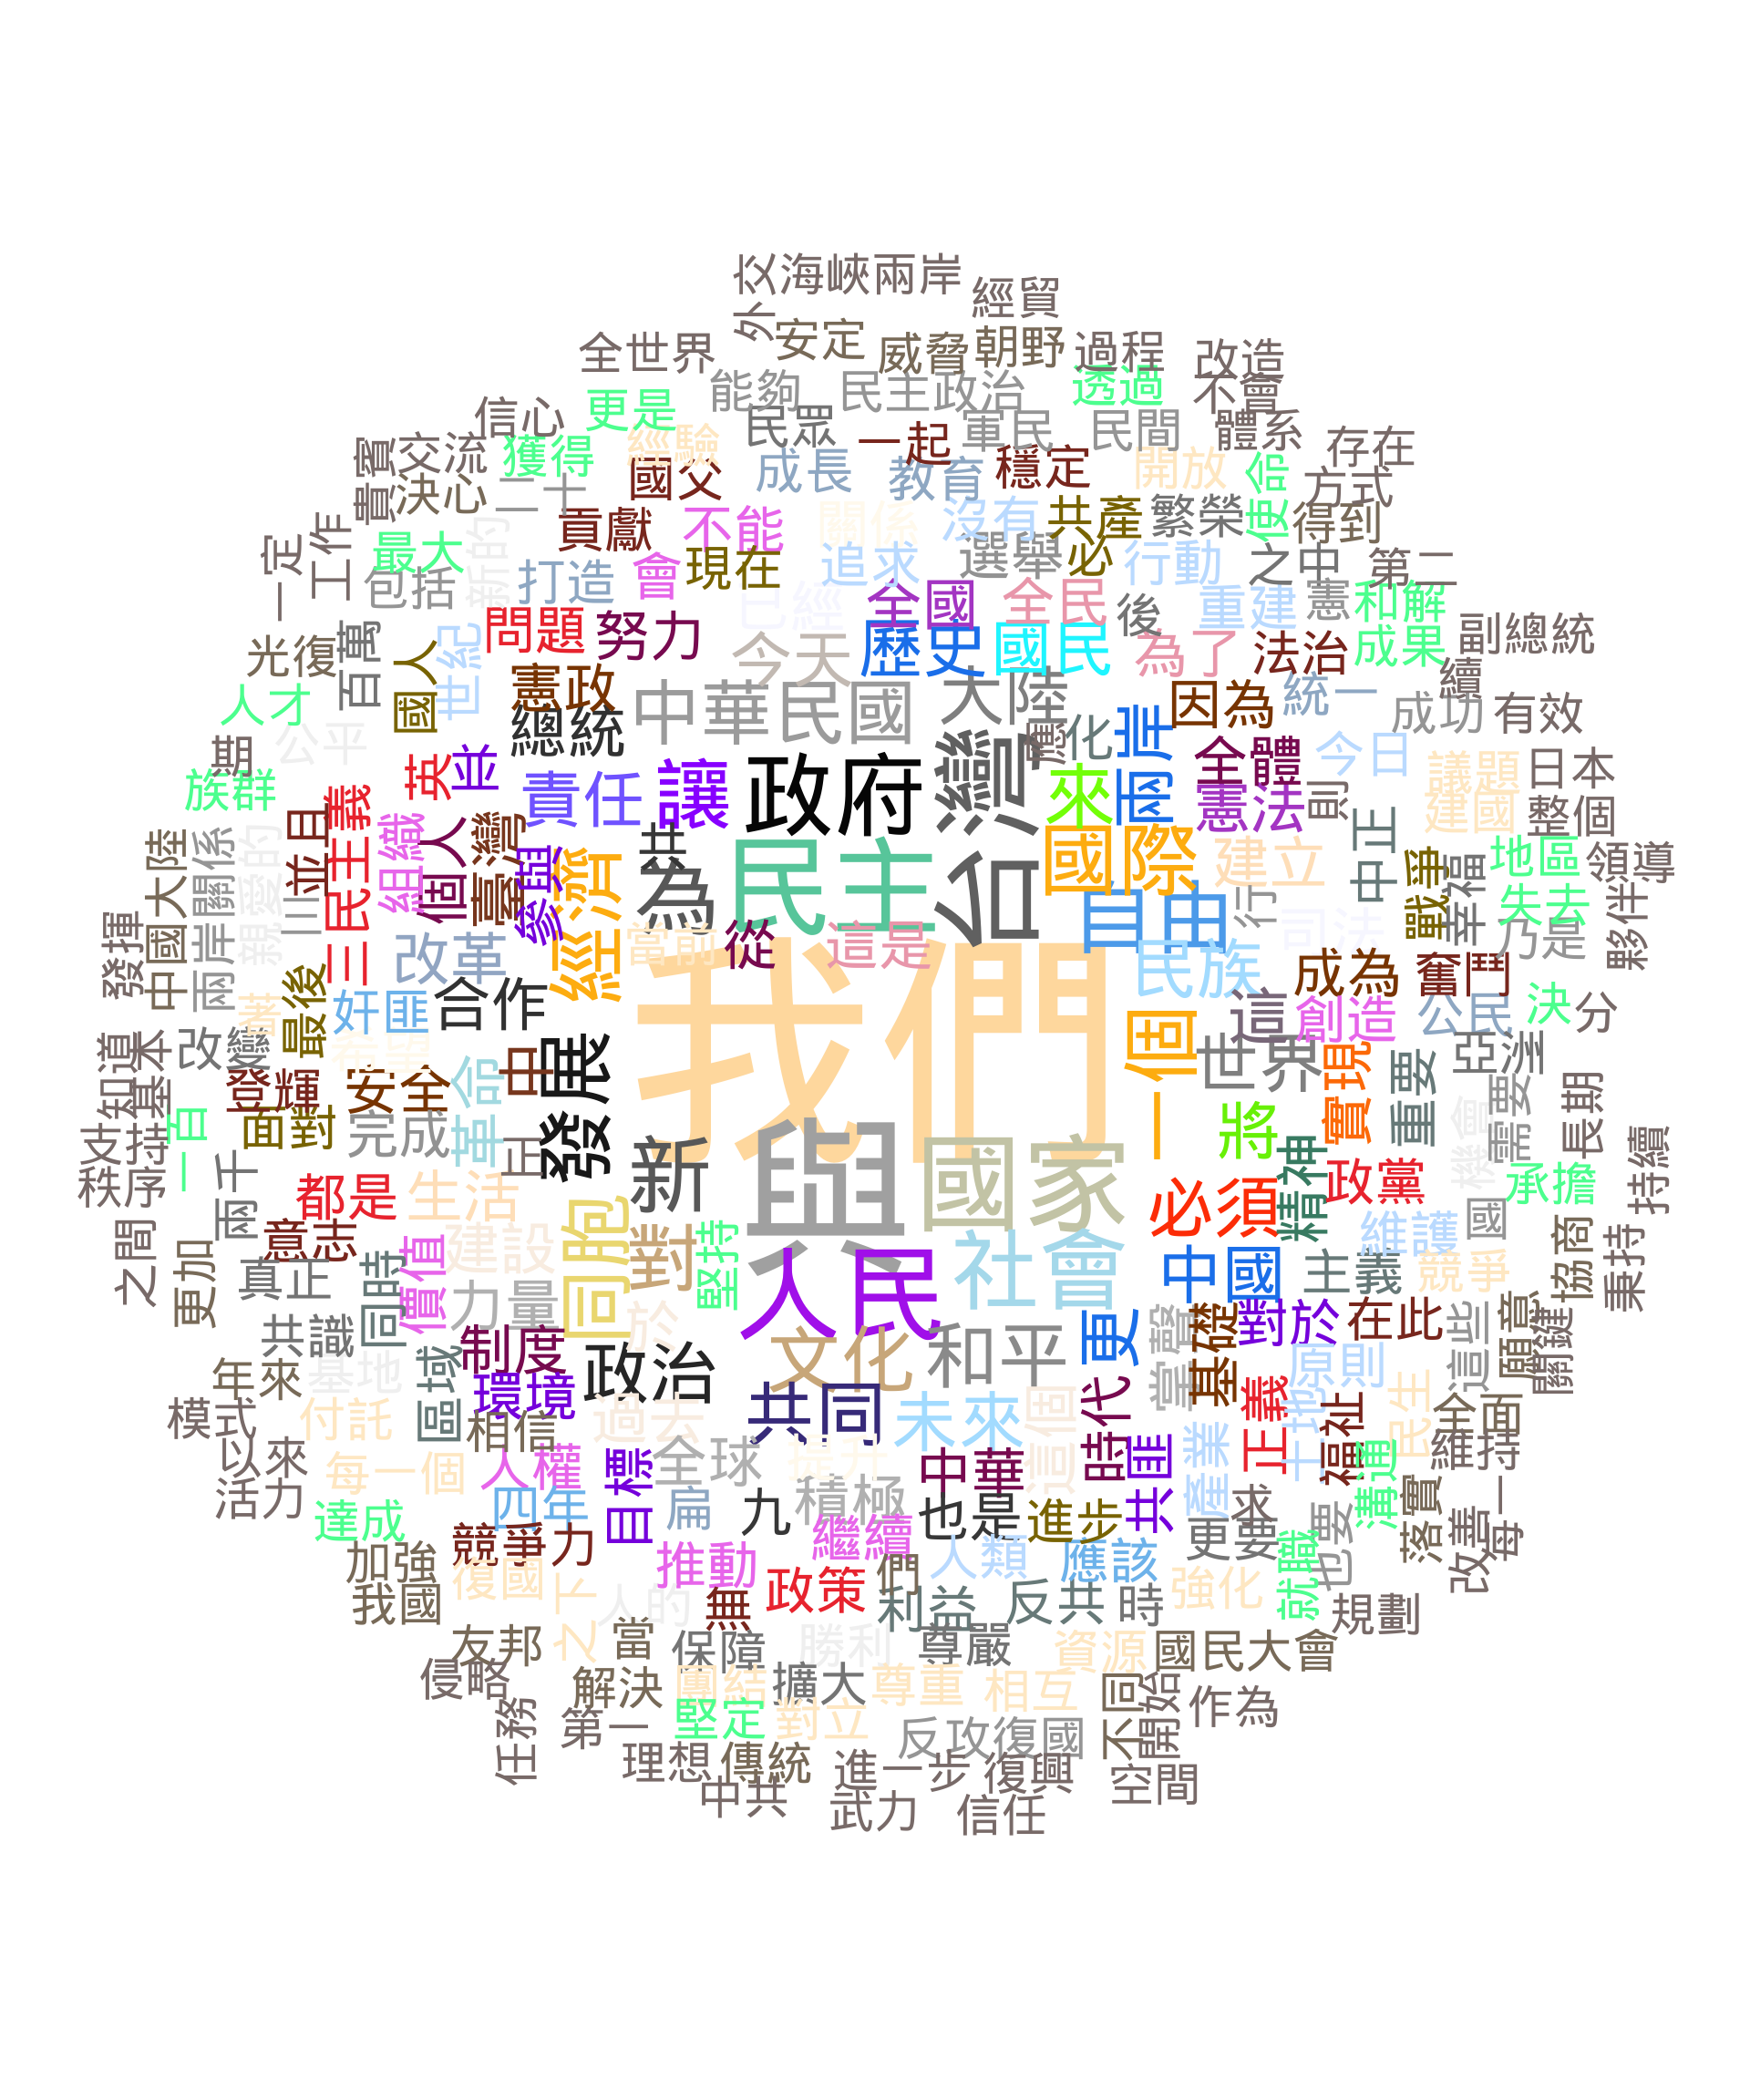 外交
海峽兩岸
經貿
全世界
安定
威脅
朝野
過程
改造
信心
更是
能夠
民主政治
透過
不會
貴賓
交流
獲得
經驗
民眾
一起
軍民
民間
體系
存在
決心
二十
國父
成長
教育
穩定
開放
使命
方式
一定
工作
最大
新的
貢獻
不能
關係
沒有
共產
繁榮
得到
包括
打造
會
現在
追求
選舉
必
行動
之中
第二
光復
百萬
國人
世紀
問題
努力
已經
全國
全民
後
重建
憲
和解
副總統
人才
憲政
今天
歷史
國民
為了
法治
成果
續
期
公平
總統
中華民國
大陸
應
化
兩岸
因為
統一
成功
有效
族群
並且
三民主義
英
並
責任
讓
政府
台灣
來
全體
憲法
今日
則
議題
日本
建國
整個
中國大陸
兩岸關係
親愛的
組織
個人
臺灣
參與
經濟
共
為
民主
國際
建立
中正
戰爭
幸福
地區
領導
發揮
改革
當前
從
這是
自由
民族
行
司法
成為
奮鬥
失去
乃是
夥伴
著
最後
奸匪
合作
我們
一個
這
創造
公民
決
分
知道
未來
基
改變
希望
登輝
安全
革命
中
發展
世界
實現
重要
亞洲
支持
一百
面對
完成
正
新
與
國家
將
需要
機會
長期
秩序
兩千
都是
生活
同胞
對
堅持
必須
精神
政黨
承擔
持續
之間
更加
意志
價值
建設
人民
社會
中國
主義
維護
國
競爭
協商
秉持
真正
同時
力量
於
共識
制度
政治
文化
和平
更
掌聲
基礎
對於
在此
這些
願意
關鍵
年來
基地
區域
環境
過去
共同
未來
這個
時代
正義
原則
土地
福祉
民生
全面
模式
付託
相信
以來
每一個
人權
目標
全球
提升
中華
共匪
產業
溝通
維持
活力
達成
四年
扁
九
積極
也是
進步
求
更要
也要
落實
改善
每一
加強
競爭力
推動
繼續
人類
應該
就職
我國
復國
之下
人的
無
政策
們
利益
反共
時
強化
規劃
友邦
當
保障
勝利
尊嚴
資源
國民大會
侵略
解決
團結
擴大
尊重
相互
不同
開始
作為
任務
第一
堅定
對立
反攻復國
理想
傳統
進一步
復興
空間
中共
武力
信任